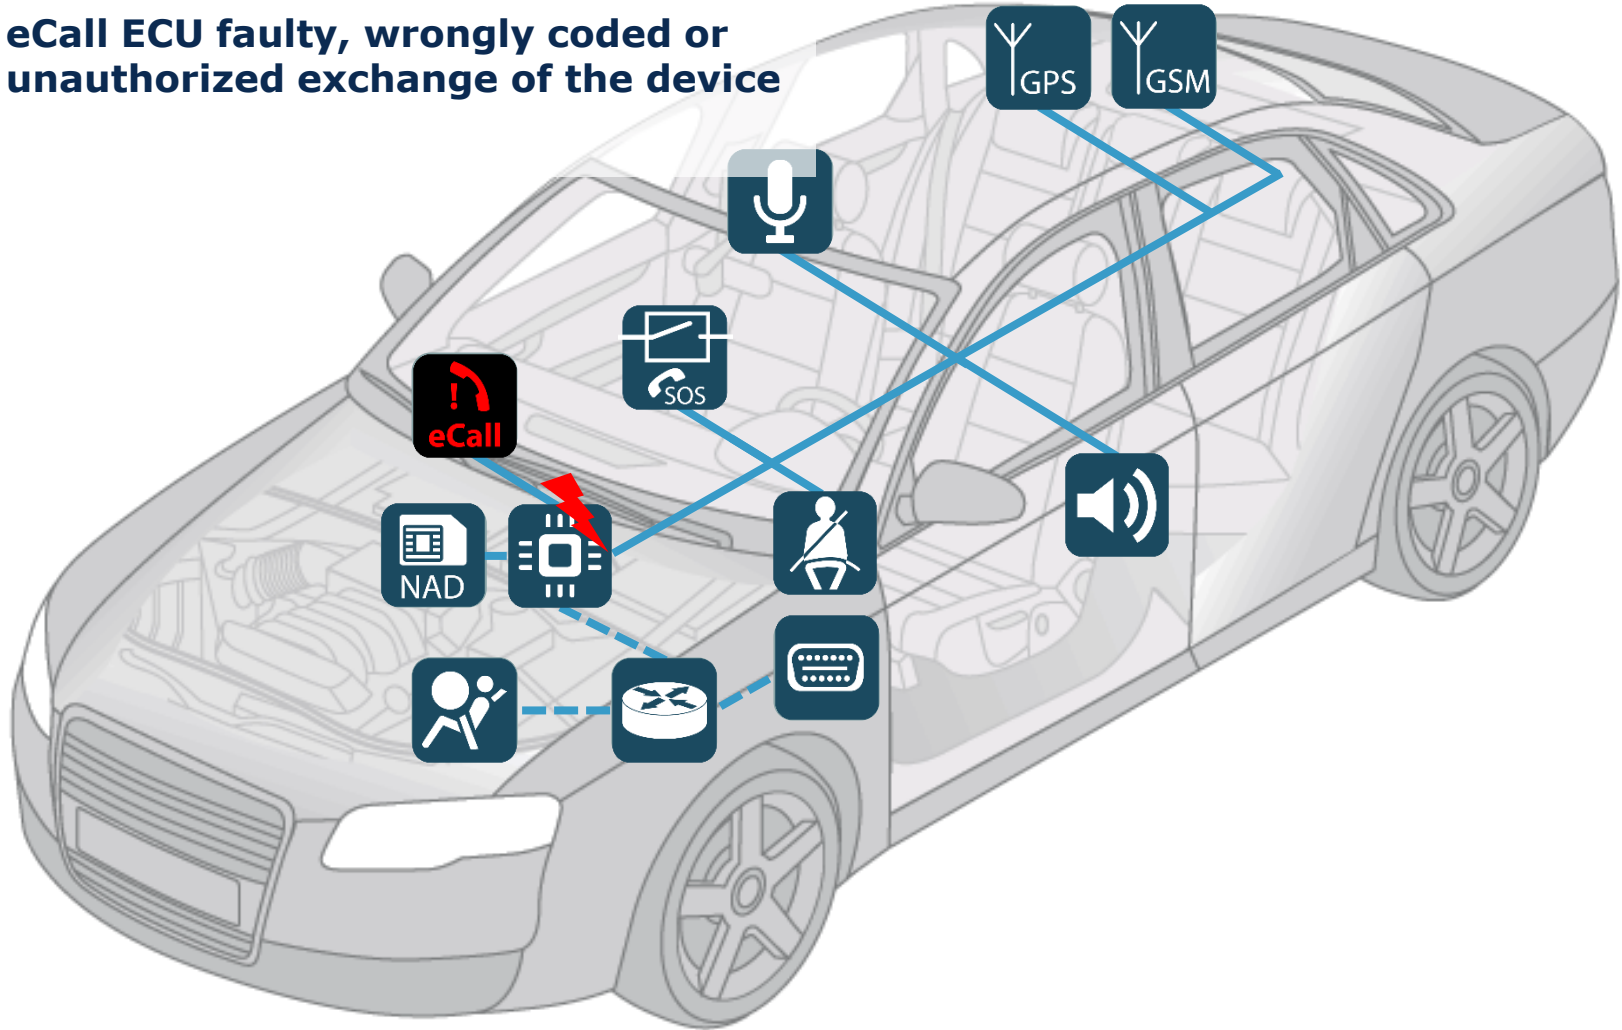 eCall ECU faulty, wrongly coded or
unauthorized exchange of the device
GPS
GSM
SOS
!
eCall
NAD